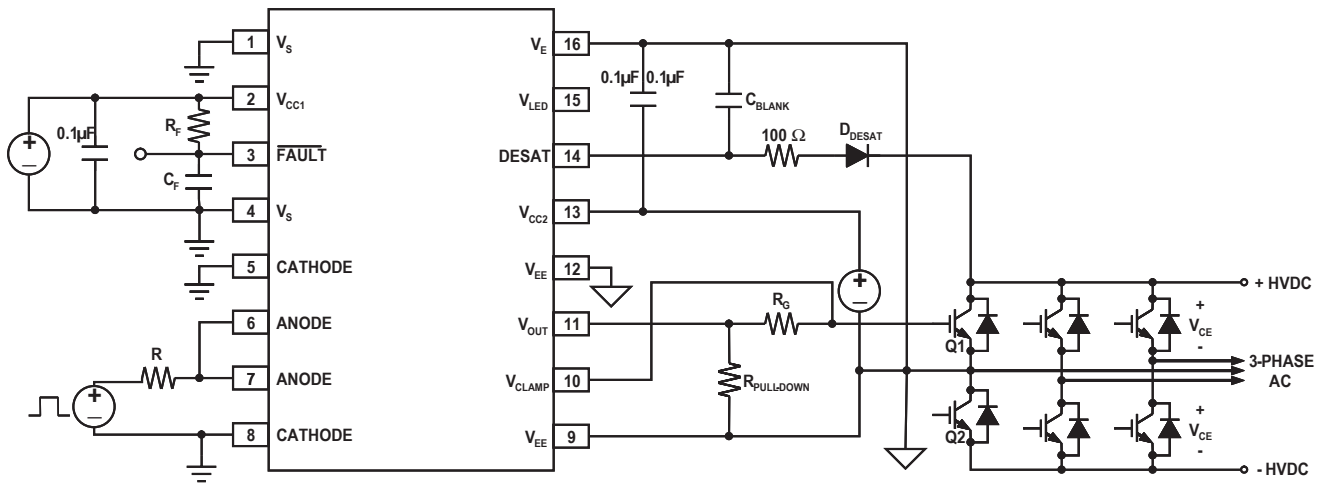 1 V_S
2 V_CC1
3 FAULT
4 V_S
5 CATHODE
6 ANODE
7 ANODE
8 CATHODE
V_E 16
V_LED 15
DESAT 14
V_CC2 13
V_EE 12
V_OUT 11
V_CLAMP 10
V_EE 9
+
–
0.1µF
R_F
C_F
R
+
–
0.1µF 0.1µF
C_BLANK
100 Ω
D_DESAT
+
–
R_G
R_PULL-DOWN
Q1
Q2
+ HVDC
+
V_CE
-
3-PHASE
AC
+
V_CE
-
- HVDC